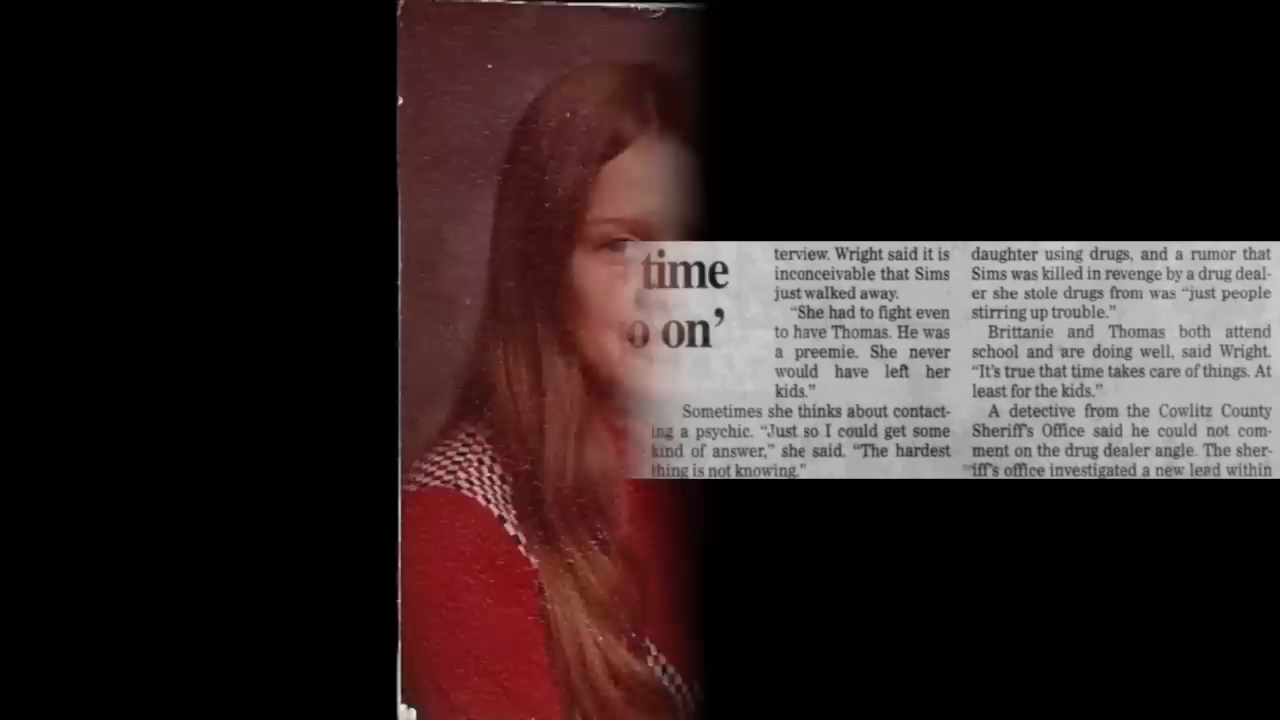 time
o on’
terview. Wright said it is
inconceivable that Sims
just walked away.
“She had to fight even
to have Thomas. He was
a preemie. She never
would have left her
kids.”
Sometimes she thinks about contact-
ing a psychic. “Just so I could get some
kind of answer,” she said. “The hardest
thing is not knowing.”
daughter using drugs, and a rumor that
Sims was killed in revenge by a drug deal-
er she stole drugs from was “just people
stirring up trouble.”
Brittanie and Thomas both attend
school and are doing well, said Wright.
“It’s true that time takes care of things. At
least for the kids.”
A detective from the Cowlitz County
Sheriff’s Office said he could not com-
ment on the drug dealer angle. The sher-
iff’s office investigated a new lead within